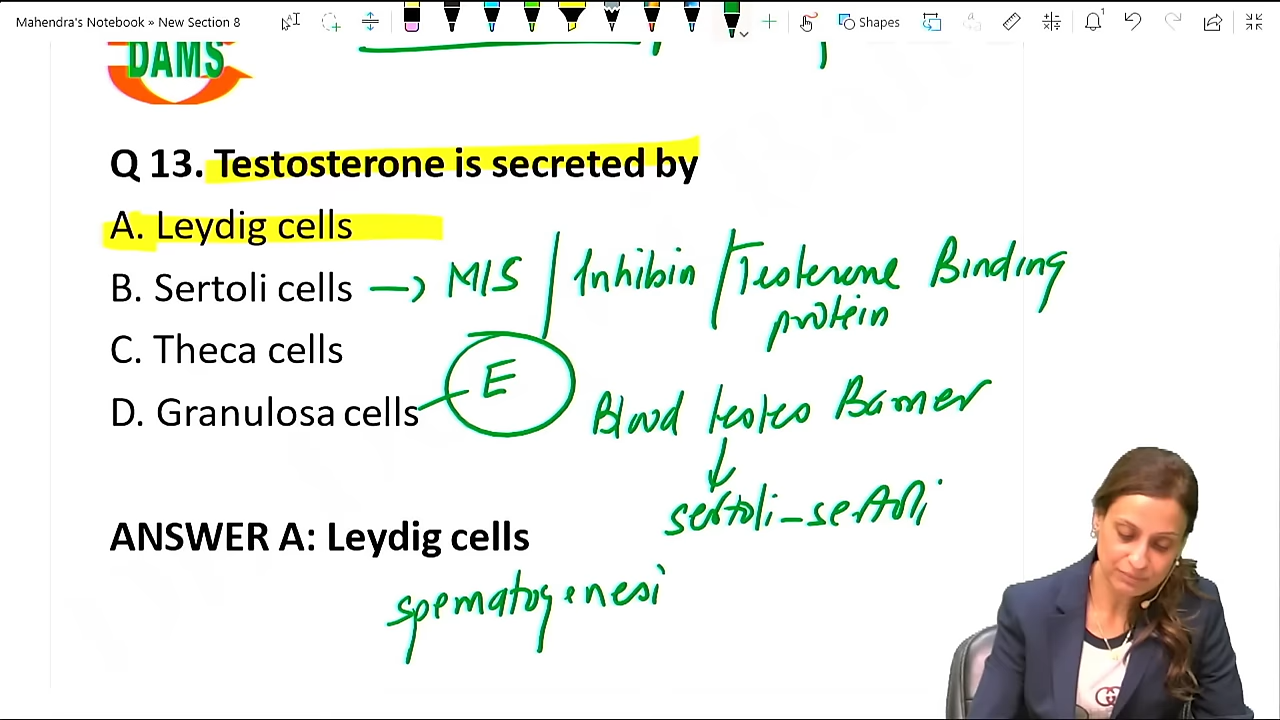 Mahendra's Notebook » New Section 8
Shapes
DAMS
Q 13. Testosterone is secreted by
A. Leydig cells
B. Sertoli cells → MIS / Inhibin / Testerone Binding
protein
C. Theca cells
E
D. Granulosa cells
Blood testes Barrier
↓
sertoli-sertoli
ANSWER A: Leydig cells
spematogenesi